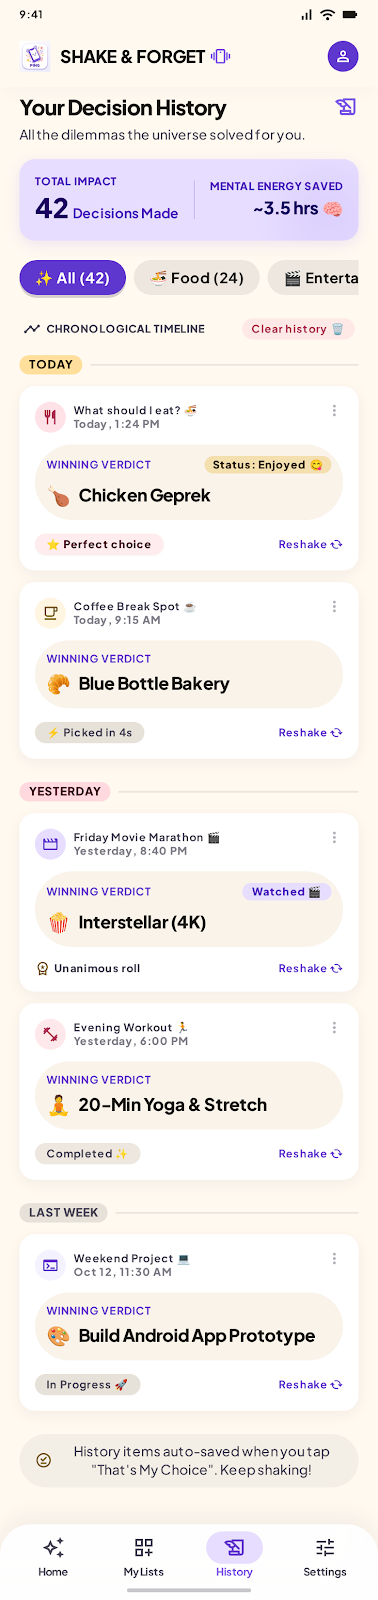 9:41
SHAKE & FORGET
PING
Your Decision History
All the dilemmas the universe solved for you.
TOTAL IMPACT
42 Decisions Made
MENTAL ENERGY SAVED
~3.5 hrs 🧠
✨ All (42)
🍜 Food (24)
🎬 Enterta
CHRONOLOGICAL TIMELINE
Clear history 🗑️
TODAY
What should I eat? 🍜
Today, 1:24 PM
WINNING VERDICT
Status: Enjoyed 😋
🍗 Chicken Geprek
⭐ Perfect choice
Reshake
Coffee Break Spot ☕
Today, 9:15 AM
WINNING VERDICT
🥐 Blue Bottle Bakery
⚡ Picked in 4s
Reshake
YESTERDAY
Friday Movie Marathon 🎬
Yesterday, 8:40 PM
WINNING VERDICT
Watched 🎬
🍿 Interstellar (4K)
Unanimous roll
Reshake
Evening Workout 🏃
Yesterday, 6:00 PM
WINNING VERDICT
🧘 20-Min Yoga & Stretch
Completed ✨
Reshake
LAST WEEK
Weekend Project 💻
Oct 12, 11:30 AM
WINNING VERDICT
🎨 Build Android App Prototype
In Progress 🚀
Reshake
History items auto-saved when you tap
"That's My Choice". Keep shaking!
Home
My Lists
History
Settings